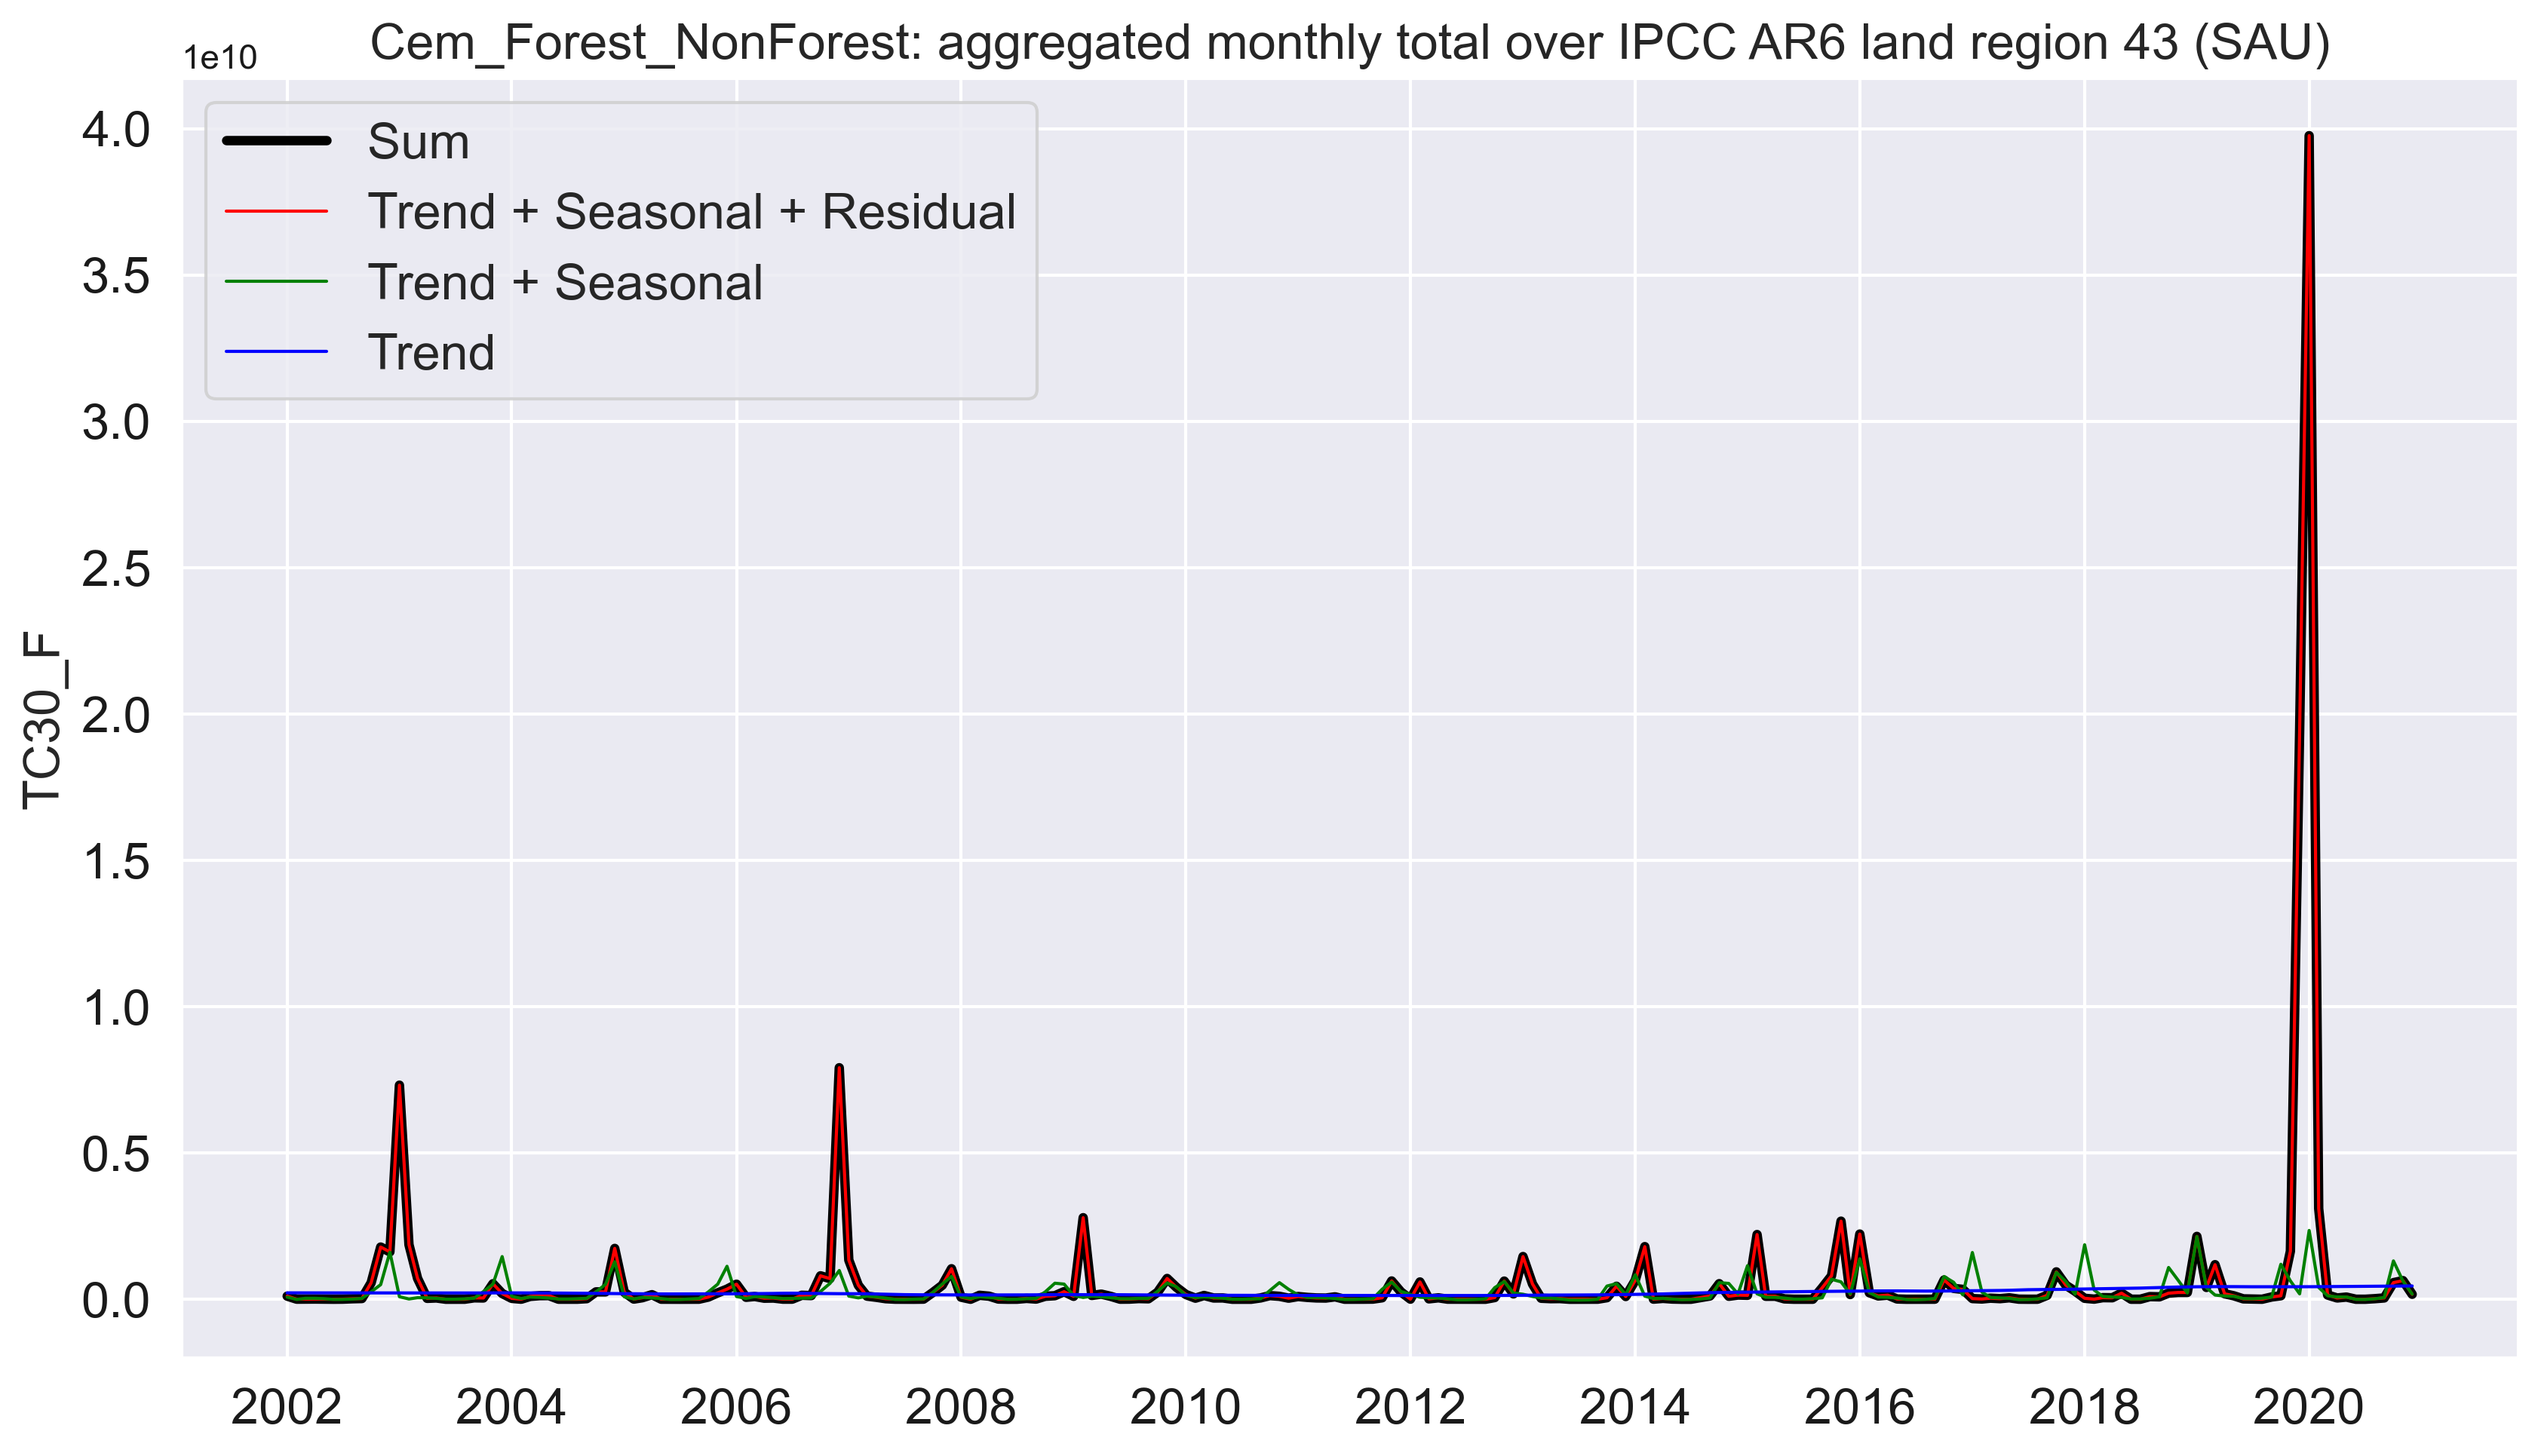 Cem_Forest_NonForest: aggregated monthly total over IPCC AR6 land region 43 (SAU)
1e10
Sum
Trend + Seasonal + Residual
Trend + Seasonal
Trend
TC30_F
4.0
3.5
3.0
2.5
2.0
1.5
1.0
0.5
0.0
2002 2004 2006 2008 2010 2012 2014 2016 2018 2020